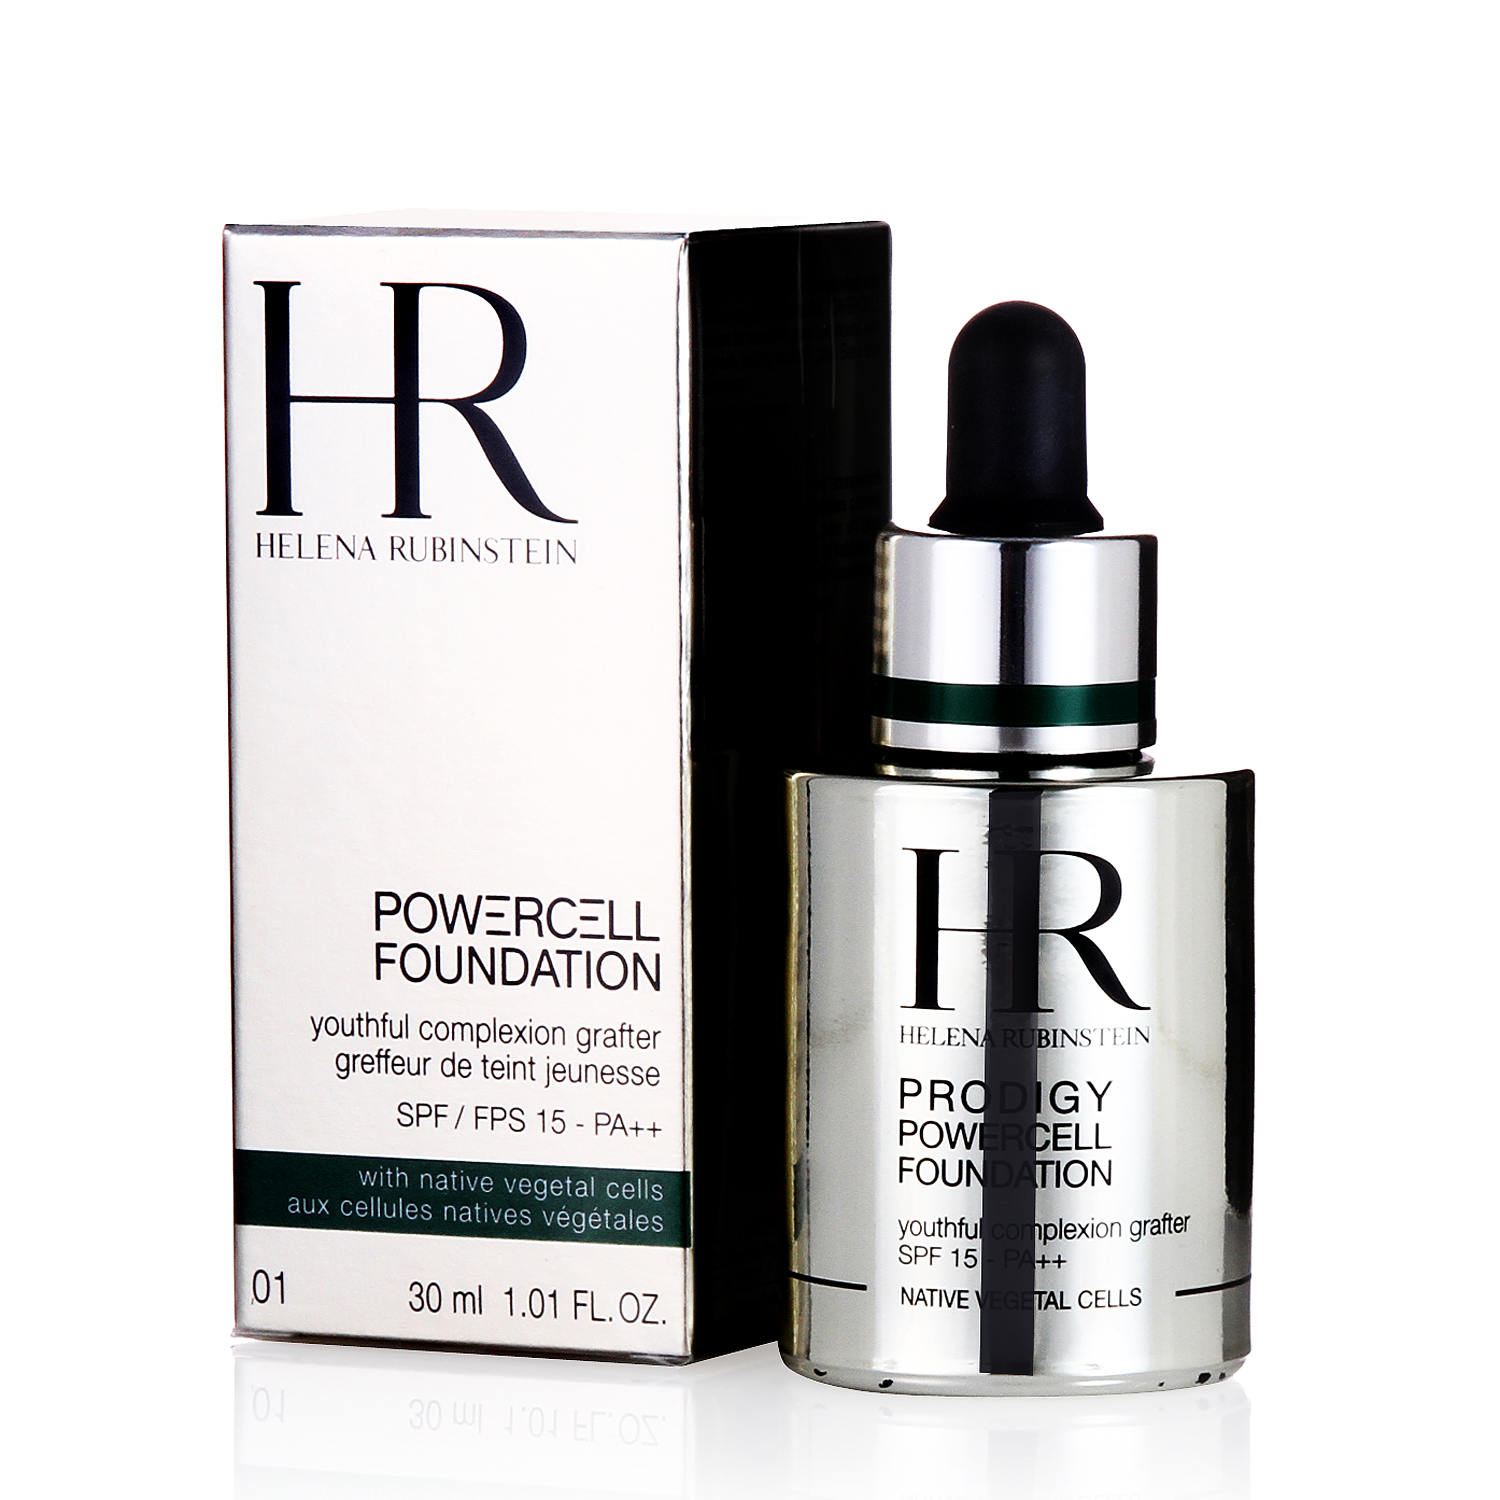 HR
HELENA RUBINSTEIN
POWERCELL
FOUNDATION
youthful complexion grafter
greffeur de teint jeunesse
SPF / FPS 15 - PA++
with native vegetal cells
aux cellules natives végétales
01
30 ml 1.01 FL.OZ.
HR
HELENA RUBINSTEIN
PRODIGY
POWERCELL
FOUNDATION
youthful complexion grafter
SPF 15 - PA++
NATIVE VEGETAL CELLS